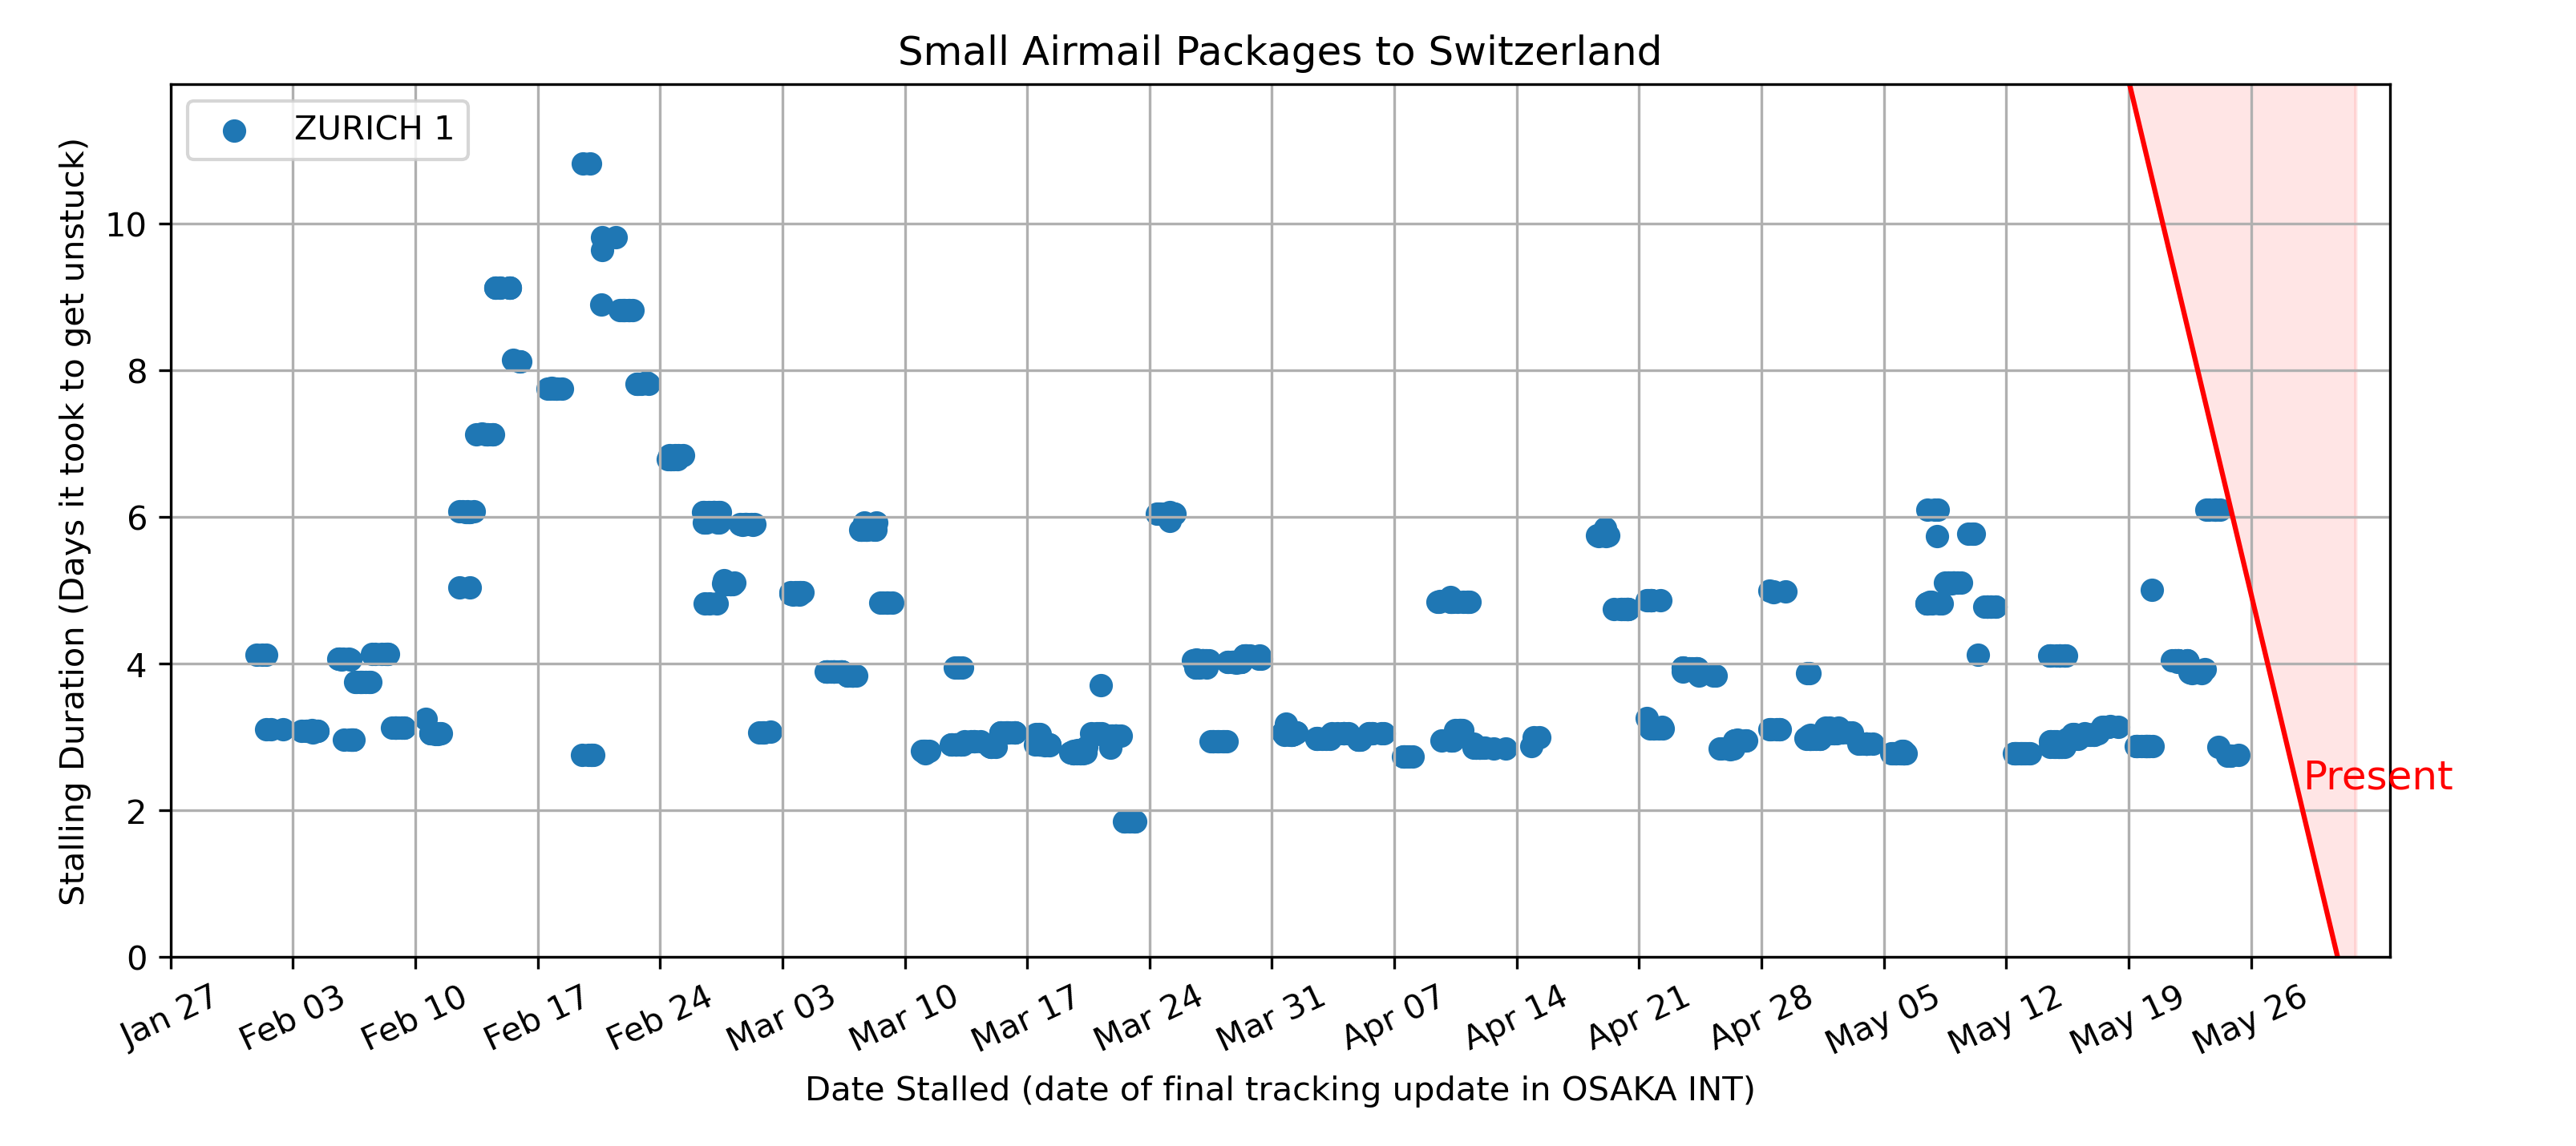 Small Airmail Packages to Switzerland
ZURICH 1
Stalling Duration (Days it took to get unstuck)
10
8
6
4
2
0
Present
Jan 27 Feb 03 Feb 10 Feb 17 Feb 24 Mar 03 Mar 10 Mar 17 Mar 24 Mar 31 Apr 07 Apr 14 Apr 21 Apr 28 May 05 May 12 May 19 May 26
Date Stalled (date of final tracking update in OSAKA INT)